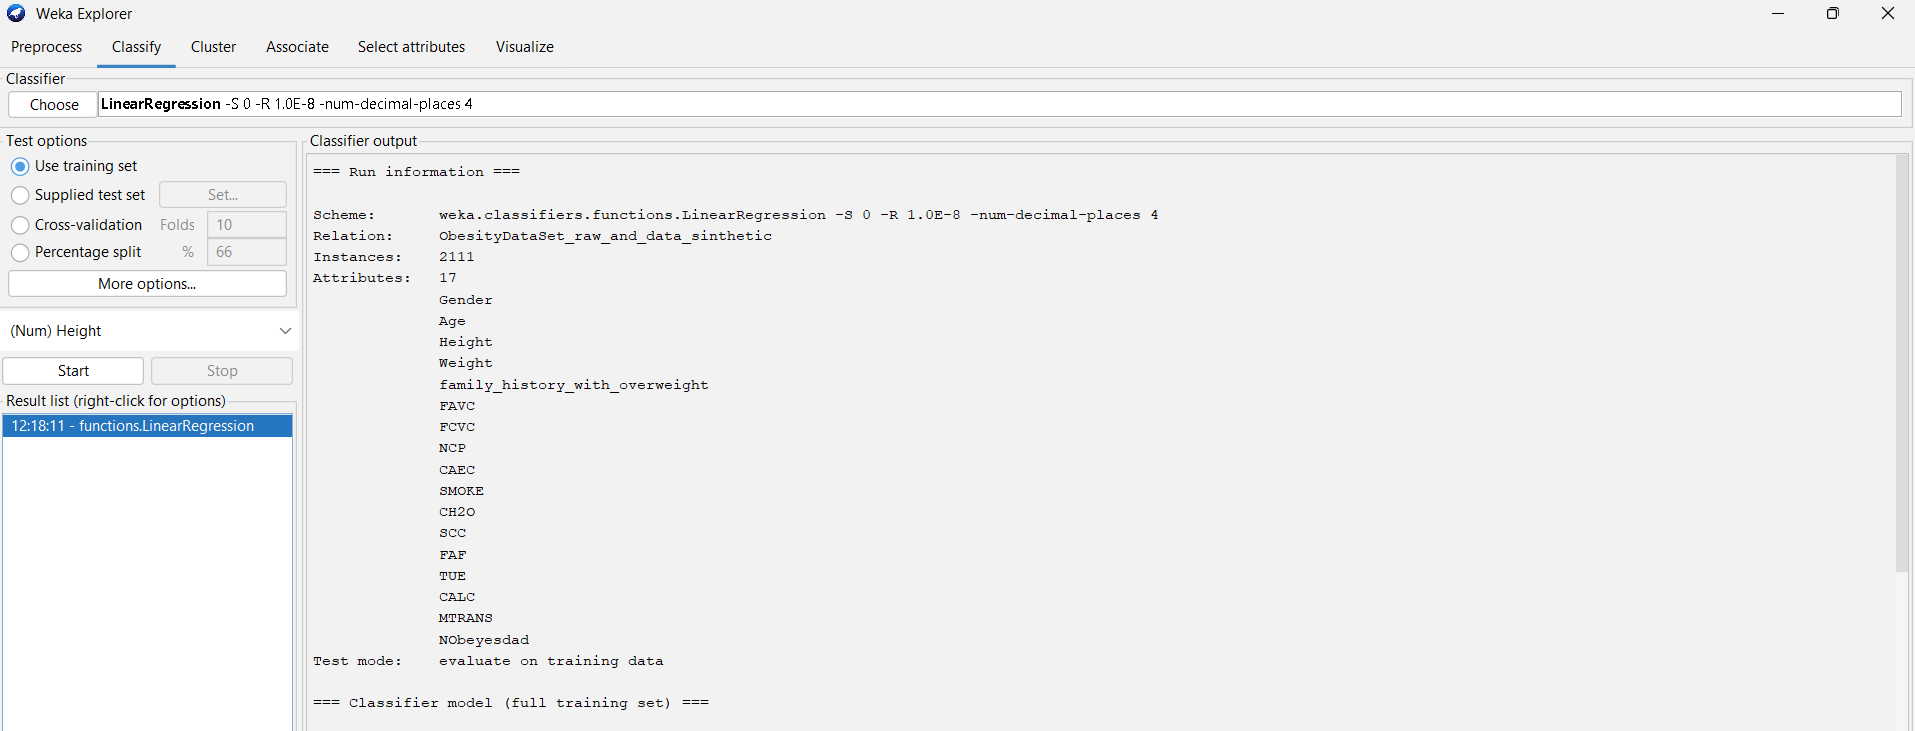 Weka Explorer
Preprocess Classify Cluster Associate Select attributes Visualize
Classifier
Choose LinearRegression -S 0 -R 1.0E-8 -num-decimal-places 4
Test options
Use training set
Supplied test set Set...
Cross-validation Folds 10
Percentage split % 66
More options...
(Num) Height
Start Stop
Result list (right-click for options)
12:18:11 - functions.LinearRegression
Classifier output
=== Run information ===
Scheme: weka.classifiers.functions.LinearRegression -S 0 -R 1.0E-8 -num-decimal-places 4
Relation: ObesityDataSet_raw_and_data_sinthetic
Instances: 2111
Attributes: 17
Gender
Age
Height
Weight
family_history_with_overweight
FAVC
FCVC
NCP
CAEC
SMOKE
CH2O
SCC
FAF
TUE
CALC
MTRANS
NObeyesdad
Test mode: evaluate on training data
=== Classifier model (full training set) ===